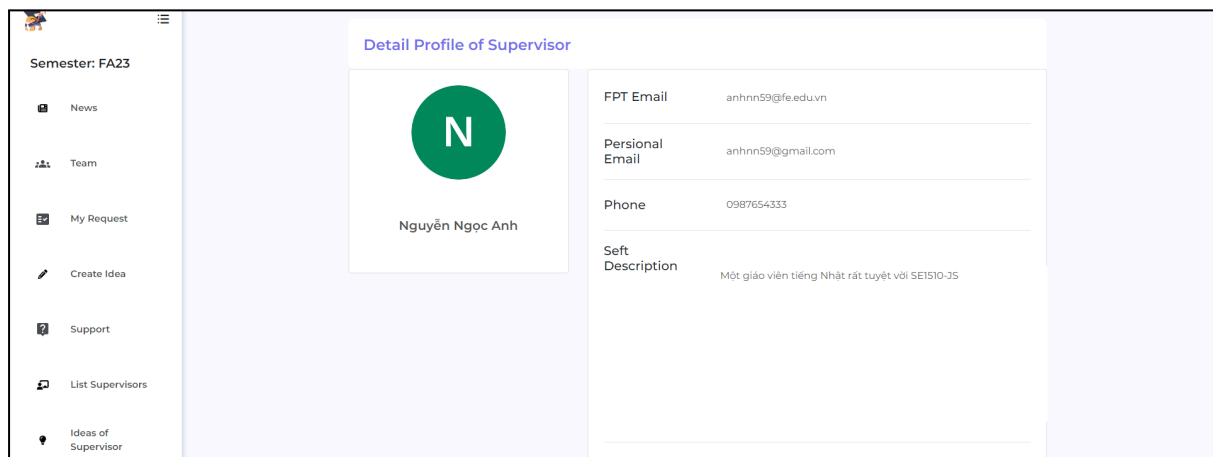 Semester: FA23
News
Team
My Request
Create Idea
Support
List Supervisors
Ideas of
Supervisor
Detail Profile of Supervisor
N
Nguyễn Ngọc Anh
FPT Email
anhnn59@fe.edu.vn
Persional
Email
anhnn59@gmail.com
Phone
0987654333
Seft
Description
Một giáo viên tiếng Nhật rất tuyệt vời SE1510-JS